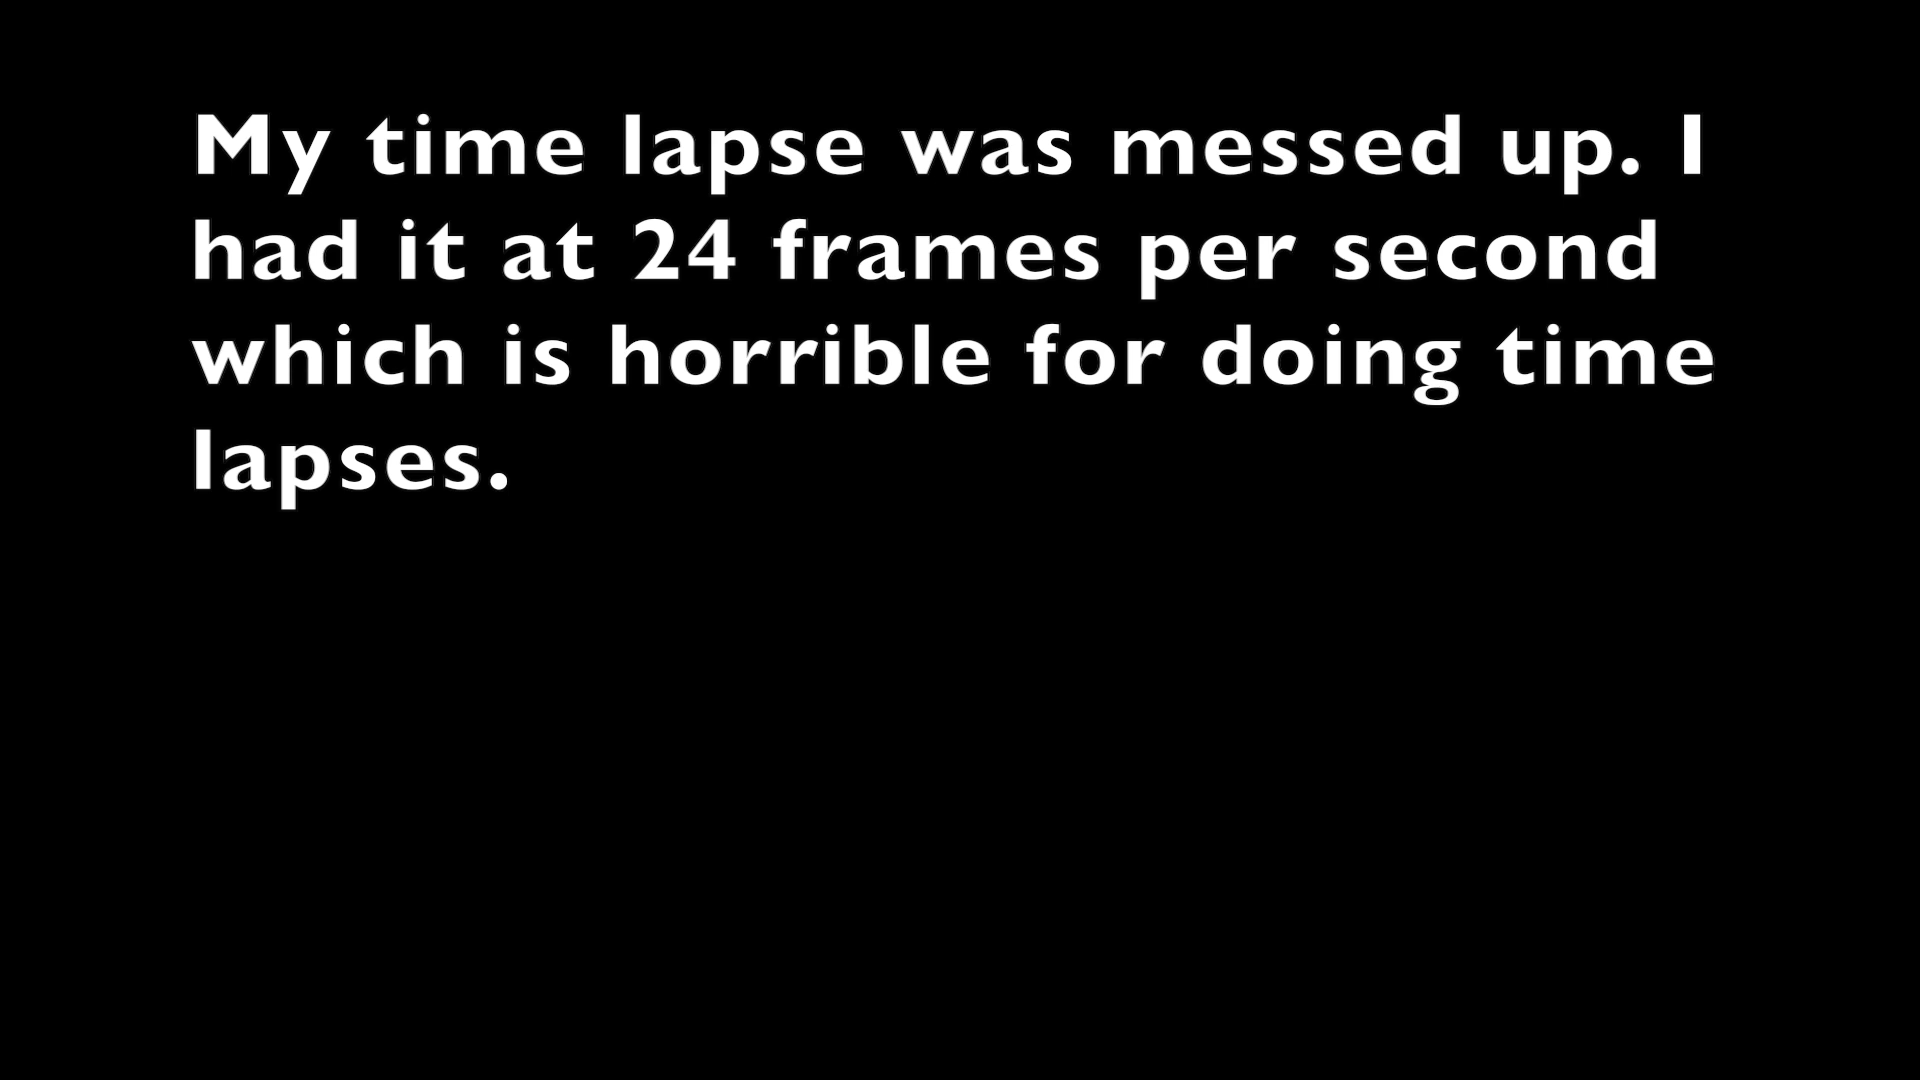 My time lapse was messed up. I
had it at 24 frames per second
which is horrible for doing time
lapses.